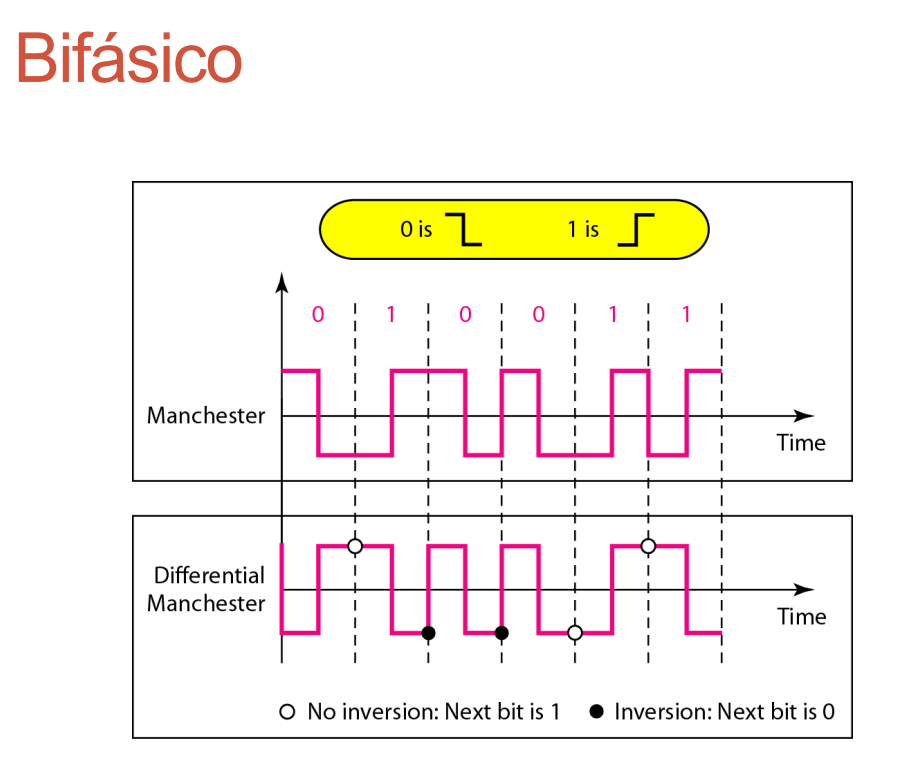 Bifásico
0 is
1 is
0 1 0 0 1 1
Manchester
Time
Differential
Manchester
Time
No inversion: Next bit is 1
Inversion: Next bit is 0